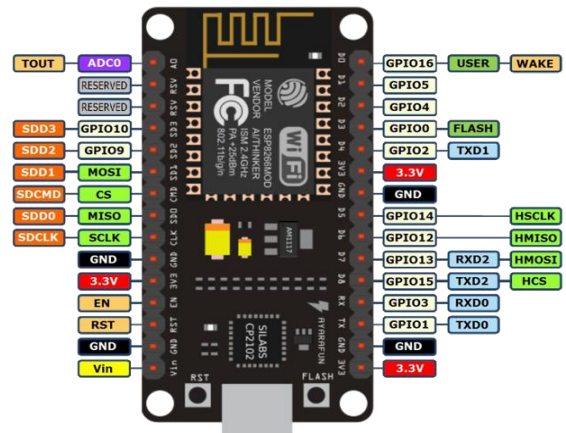 TOUT ADC0 A0 D0 GPIO16 USER WAKE
RESERVED RSV D1 GPIO5
RESERVED RSV D2 GPIO4
SDD3 GPIO10 SD3 D3 GPIO0 FLASH
SDD2 GPIO9 SD2 D4 GPIO2 TXD1
SDD1 MOSI SD1 3V3 3.3V
SDCMD CS CMD GND GND
SDD0 MISO SDO D5 GPIO14 HSCLK
SDCLK SCLK CLK D6 GPIO12 HMISO
GND GND D7 GPIO13 RXD2 HMOSI
3.3V 3V3 D8 GPIO15 TXD2 HCS
EN EN RX GPIO3 RXD0
RST RST TX GPIO1 TXD0
GND GND GND GND
Vin Vin 3V3 3.3V
MODEL ESP8266MOD
VENDOR AI/THINKER
ISM 2.4GHz
PA +25dBm
802.11b/g/n
FC
Wi Fi
AM1117
SILABS
CP2102
AYARAFUN
RST
FLASH